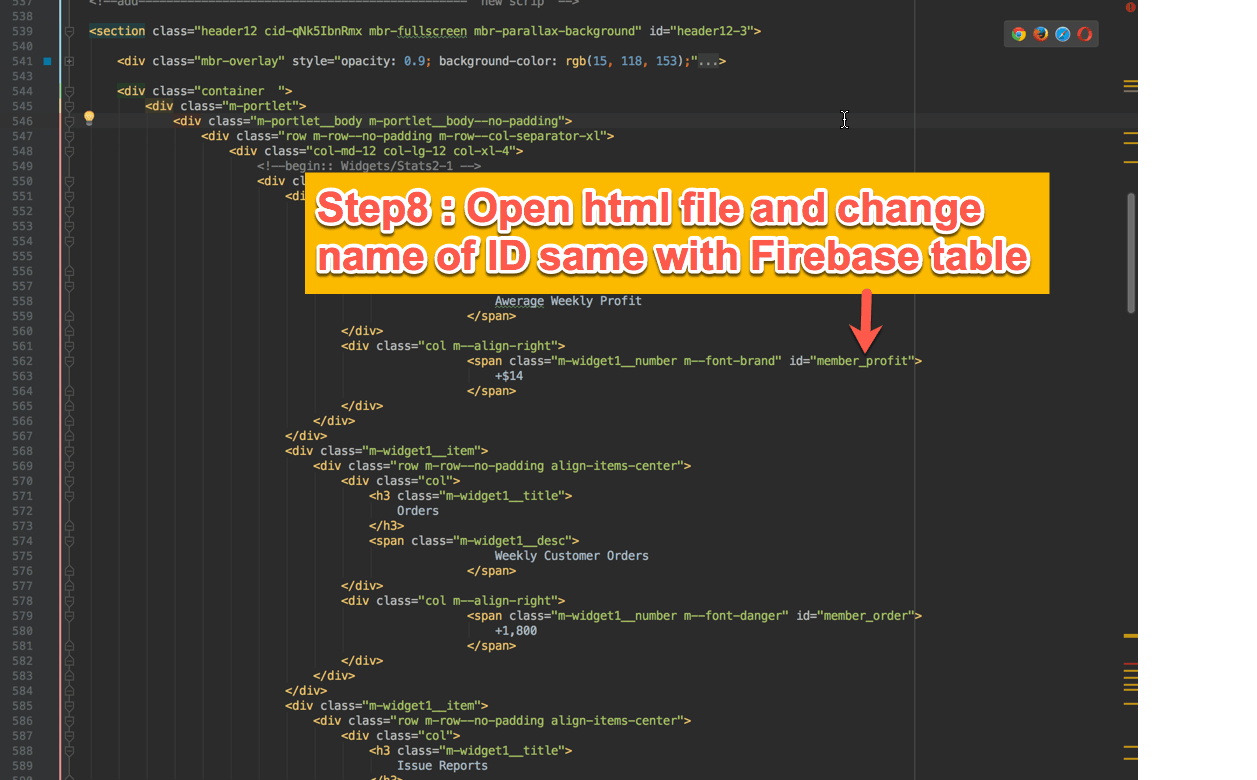 537 <!--add----------------------------------------------- new scrip -->
538
539 <section class="header12 cid-qNk5IbnRmx mbr-fullscreen mbr-parallax-background" id="header12-3">
540
541 <div class="mbr-overlay" style="opacity: 0.9; background-color: rgb(15, 118, 153);"...>
543
544 <div class="container  ">
545 <div class="m-portlet">
546 <div class="m-portlet__body m-portlet__body--no-padding">
547 <div class="row m-row--no-padding m-row--col-separator-xl">
548 <div class="col-md-12 col-lg-12 col-xl-4">
549 <!--begin:: Widgets/Stats2-1 -->
550 <div cl
551 <di
552
553
554
555
556
557
Step8 : Open html file and change
name of ID same with Firebase table
558 Awerage Weekly Profit
559 </span>
560 </div>
561 <div class="col m--align-right">
562 <span class="m-widget1__number m--font-brand" id="member_profit">
563 +$14
564 </span>
565 </div>
566 </div>
567 </div>
568 <div class="m-widget1__item">
569 <div class="row m-row--no-padding align-items-center">
570 <div class="col">
571 <h3 class="m-widget1__title">
572 Orders
573 </h3>
574 <span class="m-widget1__desc">
575 Weekly Customer Orders
576 </span>
577 </div>
578 <div class="col m--align-right">
579 <span class="m-widget1__number m--font-danger" id="member_order">
580 +1,800
581 </span>
582 </div>
583 </div>
584 </div>
585 <div class="m-widget1__item">
586 <div class="row m-row--no-padding align-items-center">
587 <div class="col">
588 <h3 class="m-widget1__title">
589 Issue Reports
590 </h3>